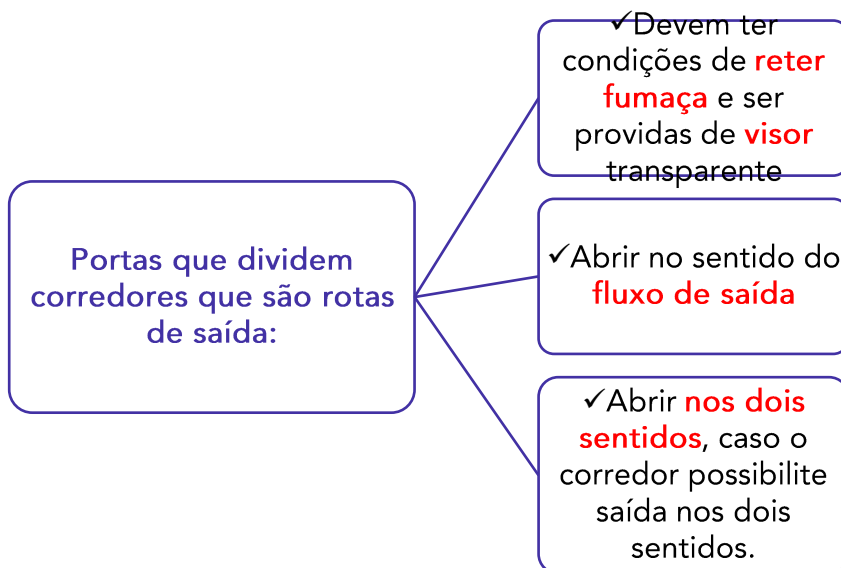 Portas que dividem
corredores que são rotas
de saída:
✓Devem ter
condições de reter
fumaça e ser
providas de visor
transparente
✓Abrir no sentido do
fluxo de saída
✓Abrir nos dois
sentidos, caso o
corredor possibilite
saída nos dois
sentidos.